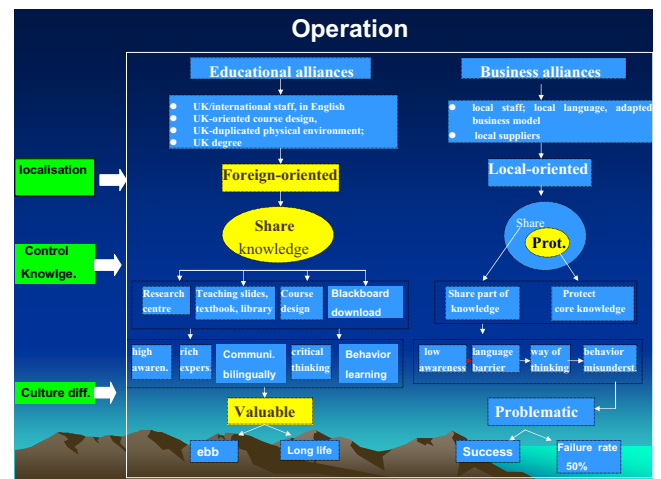 Operation
Educational alliances
Business alliances
UK/international staff, in English
UK-oriented course design,
UK-duplicated physical environment;
UK degree
local staff; local language, adapted
business model
local suppliers
localisation
Foreign-oriented
Local-oriented
Share
knowledge
Share
Prot.
Control
Knowlge.
Research
centre
Teaching slides,
textbook, library
Course
design
Blackboard
download
Share part of
knowledge
Protect
core knowledge
high
awaren.
rich
expers.
Communi.
bilingually
critical
thinking
Behavior
learning
low
awareness
language
barrier
way of
thinking
behavior
misunderst.
Culture diff.
Valuable
Problematic
ebb
Long life
Success
Failure rate
50%